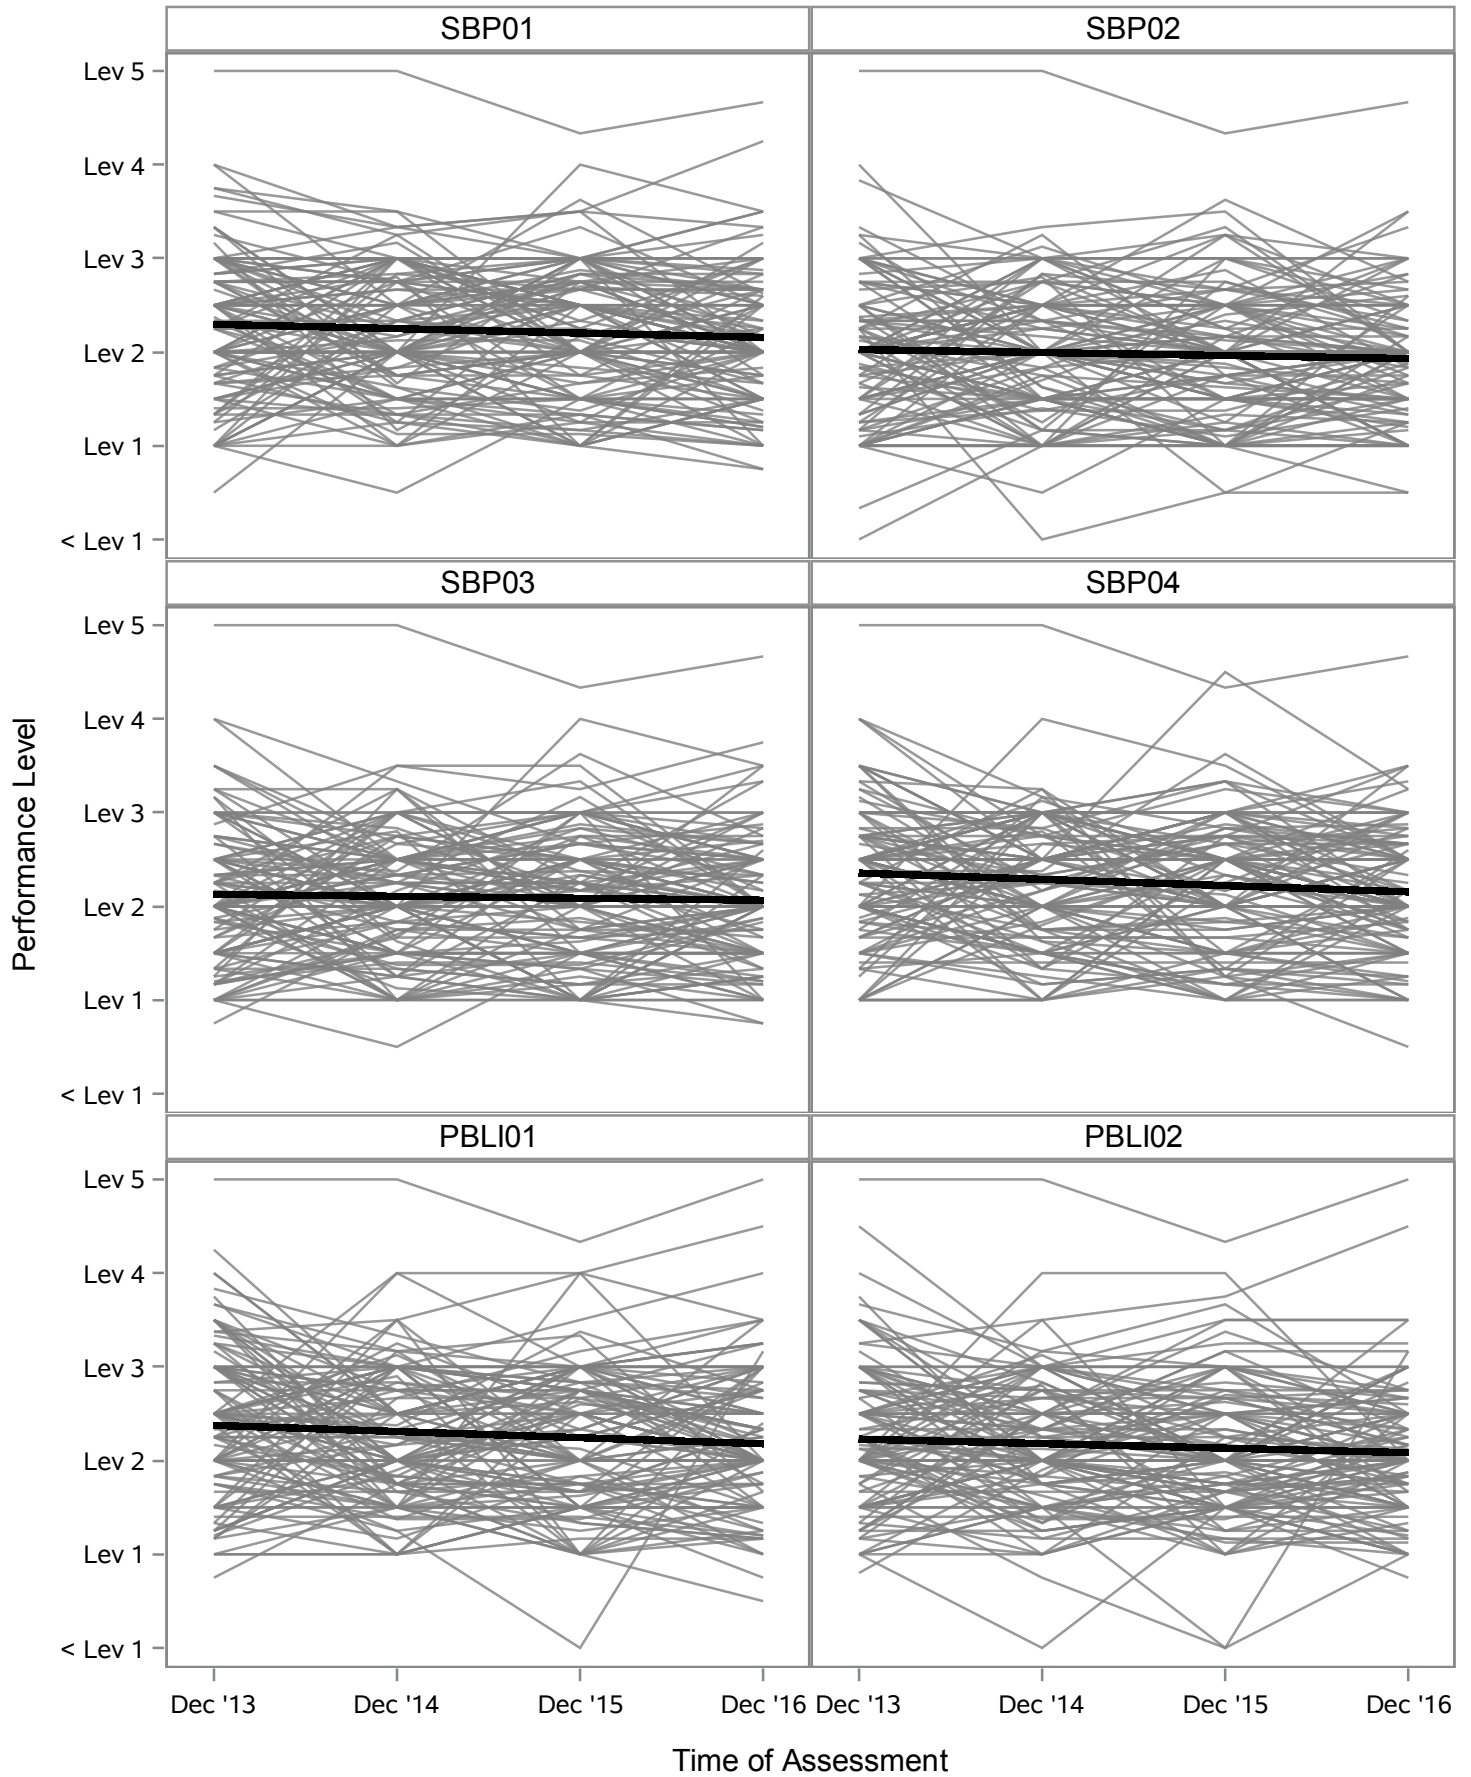 SBP01
SBP02
Lev 5
Lev 4
Lev 3
Lev 2
Lev 1
< Lev 1
SBP03
SBP04
Lev 5
Lev 4
Lev 3
Lev 2
Lev 1
< Lev 1
Performance Level
PBLI01
PBLI02
Lev 5
Lev 4
Lev 3
Lev 2
Lev 1
< Lev 1
Dec '13 Dec '14 Dec '15 Dec '16 Dec '13 Dec '14 Dec '15 Dec '16
Time of Assessment